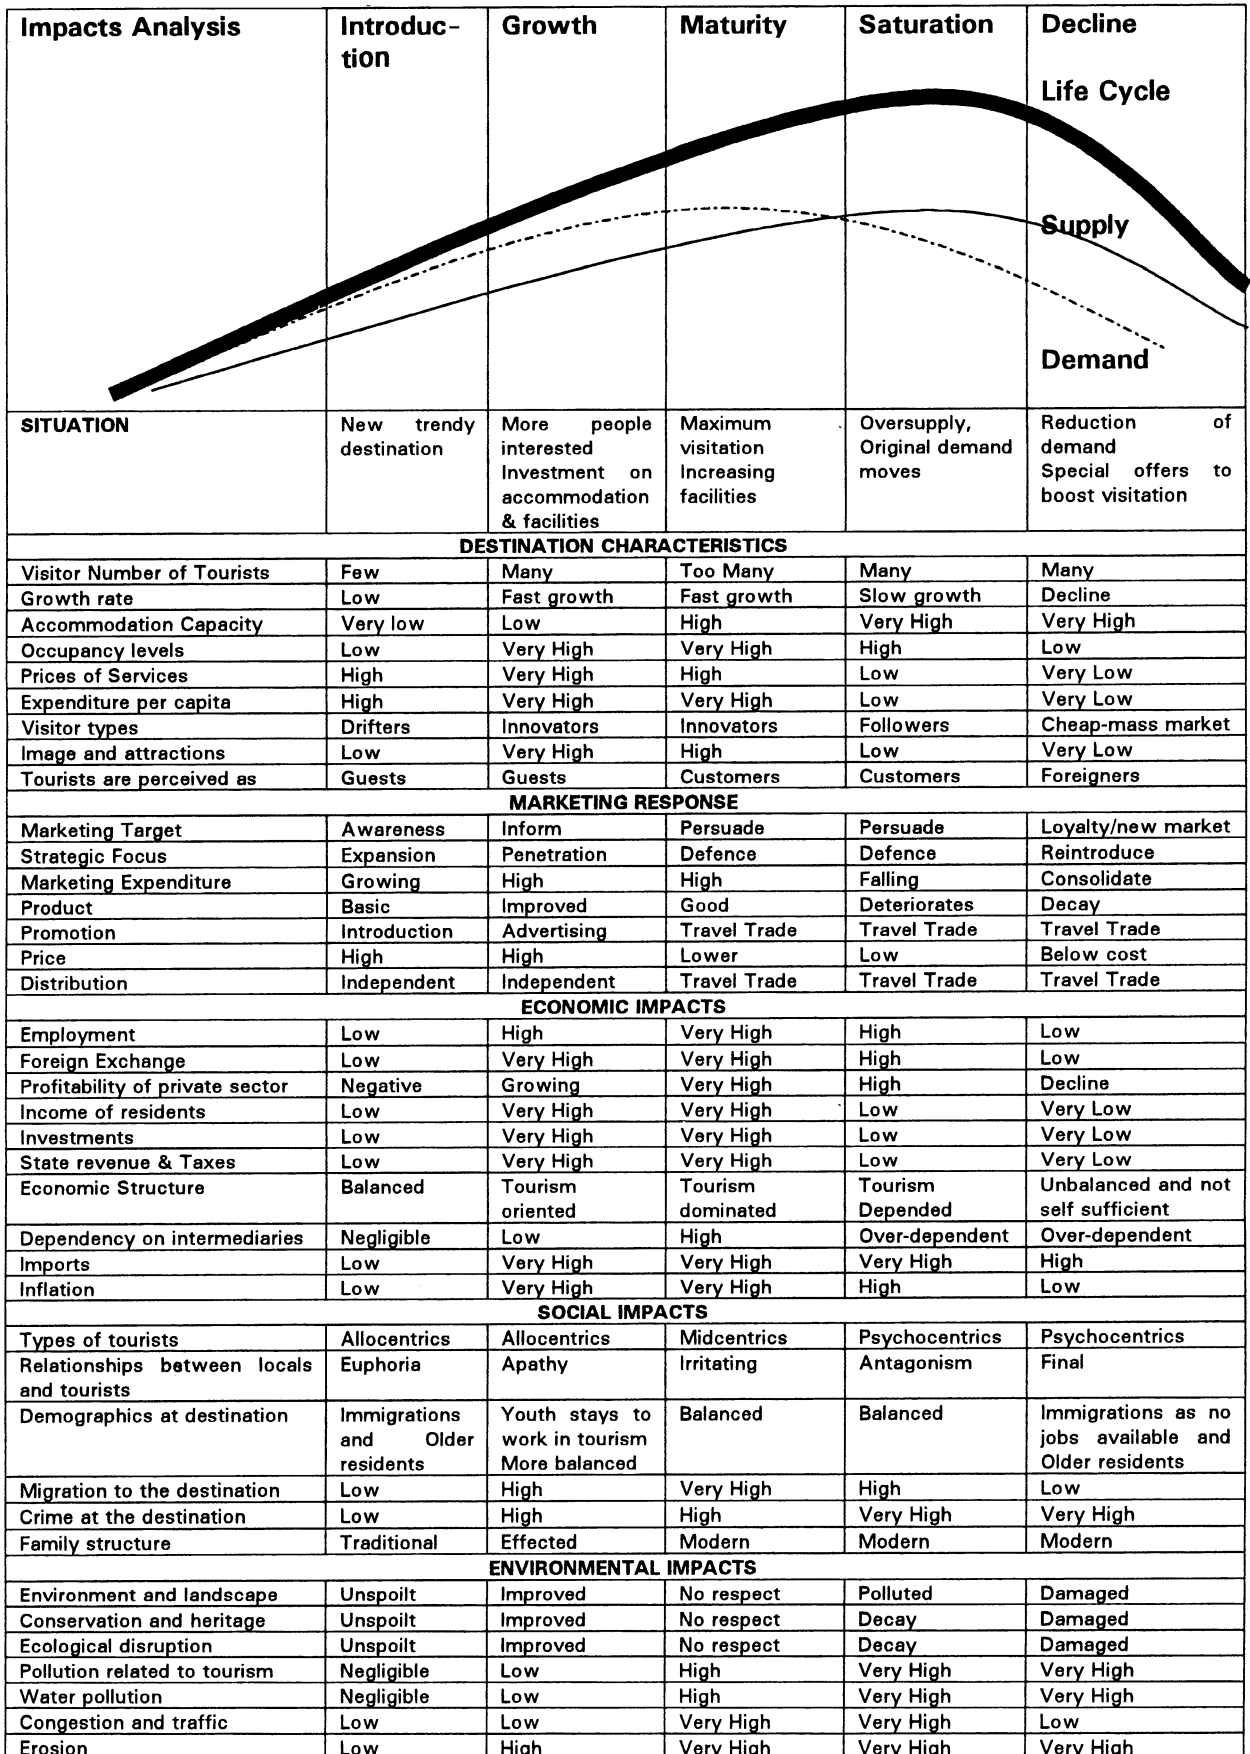 Impacts Analysis Introduc- Growth Maturity Saturation Decline
tion
Life Cycle
Supply
Demand
SITUATION New trendy More people Maximum Oversupply, Reduction of
destination interested visitation Original demand demand
Investment on Increasing moves Special offers to
accommodation facilities boost visitation
& facilities
DESTINATION CHARACTERISTICS
Visitor Number of Tourists Few Many Too Many Many Many
Growth rate Low Fast growth Fast growth Slow growth Decline
Accommodation Capacity Very low Low High Very High Very High
Occupancy levels Low Very High Very High High Low
Prices of Services High Very High High Low Very Low
Expenditure per capita High Very High Very High Low Very Low
Visitor types Drifters Innovators Innovators Followers Cheap-mass market
Image and attractions Low Very High High Low Very Low
Tourists are perceived as Guests Guests Customers Customers Foreigners
MARKETING RESPONSE
Marketing Target Awareness Inform Persuade Persuade Loyalty/new market
Strategic Focus Expansion Penetration Defence Defence Reintroduce
Marketing Expenditure Growing High High Falling Consolidate
Product Basic Improved Good Deteriorates Decay
Promotion Introduction Advertising Travel Trade Travel Trade Travel Trade
Price High High Lower Low Below cost
Distribution Independent Independent Travel Trade Travel Trade Travel Trade
ECONOMIC IMPACTS
Employment Low High Very High High Low
Foreign Exchange Low Very High Very High High Low
Profitability of private sector Negative Growing Very High High Decline
Income of residents Low Very High Very High Low Very Low
Investments Low Very High Very High Low Very Low
State revenue & Taxes Low Very High Very High Low Very Low
Economic Structure Balanced Tourism Tourism Tourism Unbalanced and not
oriented dominated Depended self sufficient
Dependency on intermediaries Negligible Low High Over-dependent Over-dependent
Imports Low Very High Very High Very High High
Inflation Low Very High Very High High Low
SOCIAL IMPACTS
Types of tourists Allocentrics Allocentrics Midcentrics Psychocentrics Psychocentrics
Relationships between locals Euphoria Apathy Irritating Antagonism Final
and tourists
Demographics at destination Immigrations Youth stays to Balanced Balanced Immigrations as no
and Older work in tourism jobs available and
residents More balanced Older residents
Migration to the destination Low High Very High High Low
Crime at the destination Low High High Very High Very High
Family structure Traditional Effected Modern Modern Modern
ENVIRONMENTAL IMPACTS
Environment and landscape Unspoilt Improved No respect Polluted Damaged
Conservation and heritage Unspoilt Improved No respect Decay Damaged
Ecological disruption Unspoilt Improved No respect Decay Damaged
Pollution related to tourism Negligible Low High Very High Very High
Water pollution Negligible Low High Very High Very High
Congestion and traffic Low Low Very High Very High Low
Erosion Low High Very High Very High Very High